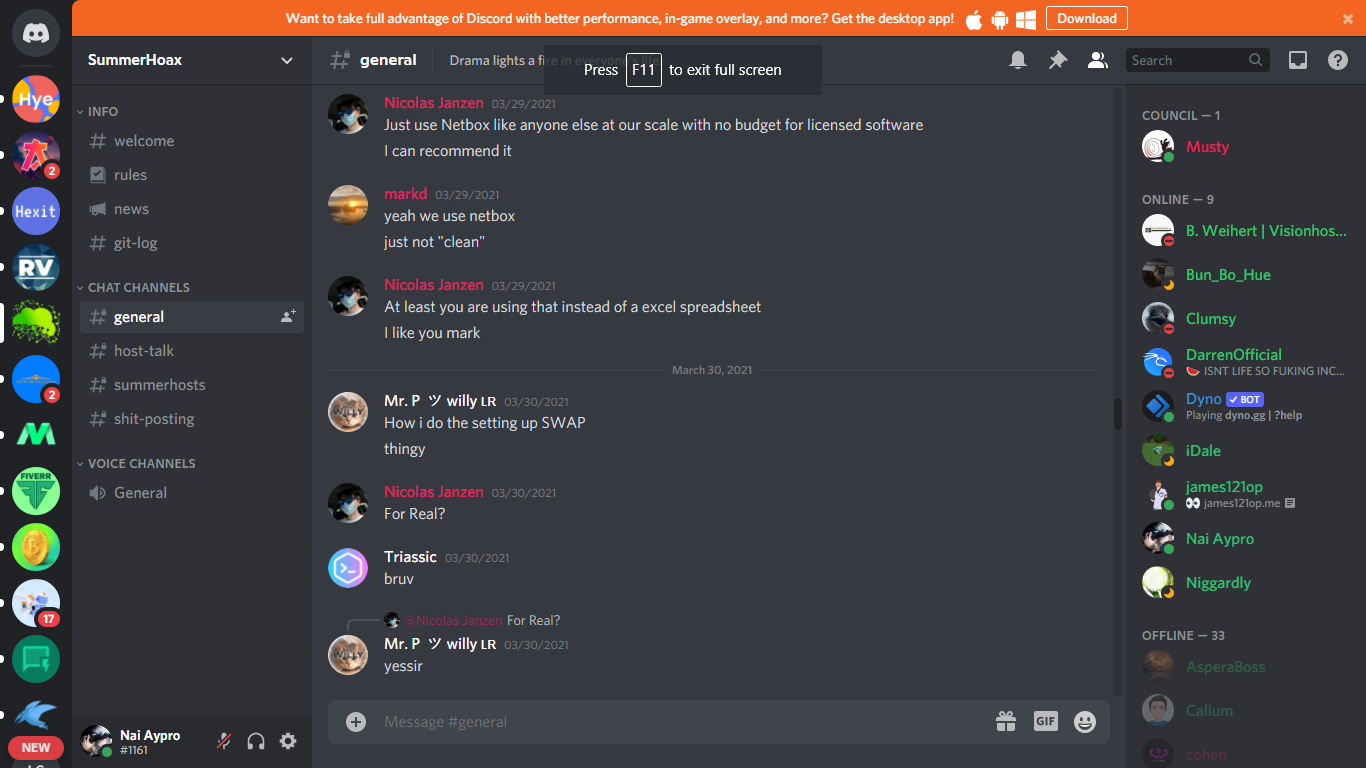 Want to take full advantage of Discord with better performance, in-game overlay, and more? Get the desktop app!
Download
SummerHoax
general
Drama lights a fire in everyone's life
Press F11 to exit full screen
Search
Hye
2
Hexit
RV
2
FIVERR
17
NEW
INFO
welcome
rules
news
git-log
CHAT CHANNELS
general
host-talk
summerhosts
shit-posting
VOICE CHANNELS
General
Nai Aypro
#1161
Nicolas Janzen 03/29/2021
Just use Netbox like anyone else at our scale with no budget for licensed software
I can recommend it
markd 03/29/2021
yeah we use netbox
just not "clean"
Nicolas Janzen 03/29/2021
At least you are using that instead of a excel spreadsheet
I like you mark
March 30, 2021
WILLY
Mr. P ツ willy ʟʀ 03/30/2021
How i do the setting up SWAP
thingy
Nicolas Janzen 03/30/2021
For Real?
Triassic 03/30/2021
bruv
@Nicolas Janzen For Real?
WILLY
Mr. P ツ willy ʟʀ 03/30/2021
yessir
Message #general
GIF
COUNCIL — 1
Musty
ONLINE — 9
B. Weihert | Visionhos...
Bun_Bo_Hue
Clumsy
DarrenOfficial
🍉 ISNT LIFE SO FUKING INC...
Dyno ✔ BOT
Playing dyno.gg | ?help
iDale
james121op
👀 james121op.me
Nai Aypro
Niggardly
OFFLINE — 33
AsperaBoss
Callum
cohen